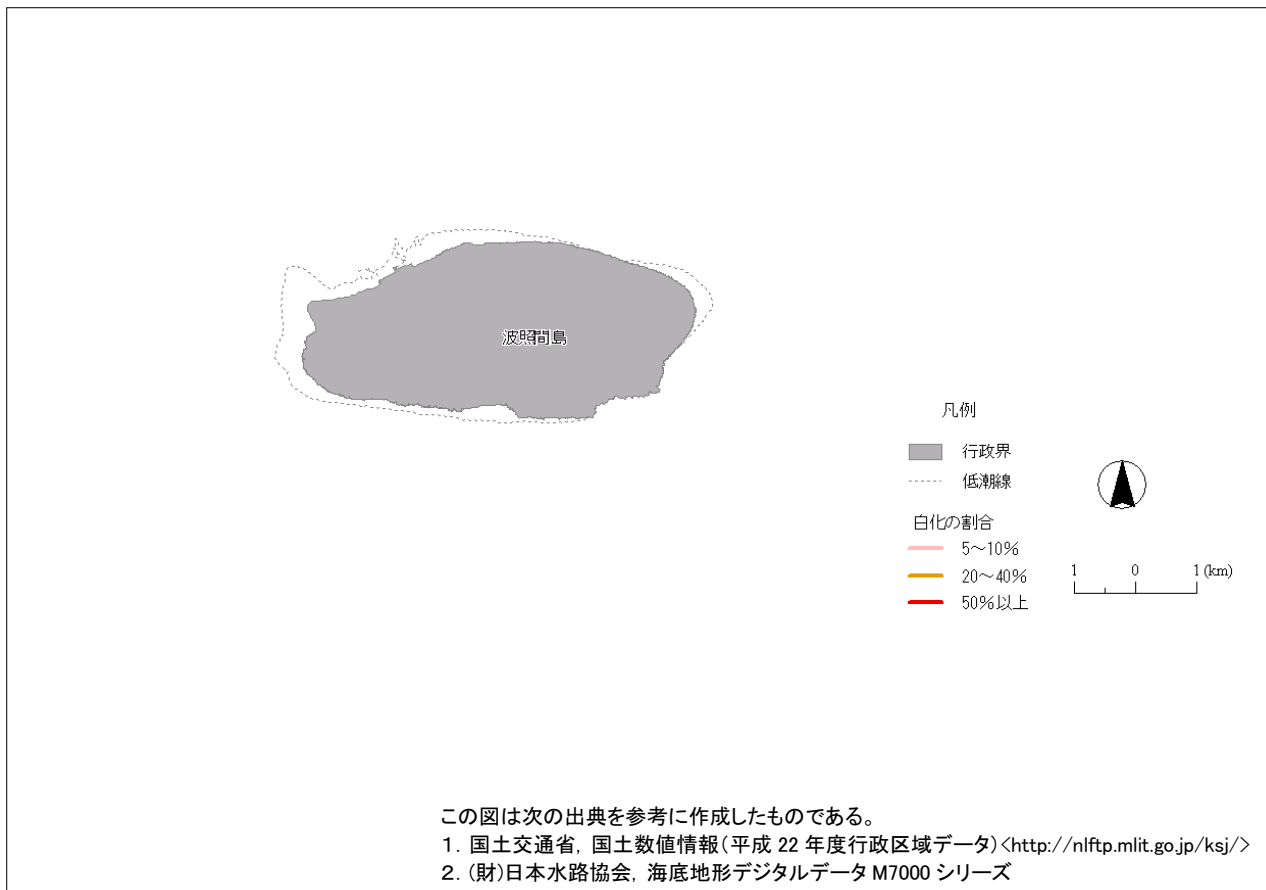 波照間島
凡例
行政界
低潮線
白化の割合
5～10%
20～40%
50%以上
1 0 1 (km)
この図は次の出典を参考に作成したものである。
1. 国土交通省, 国土数値情報(平成 22 年度行政区域データ)<http://nlftp.mlit.go.jp/ksj/>
2. (財)日本水路協会, 海底地形デジタルデータ M7000 シリーズ